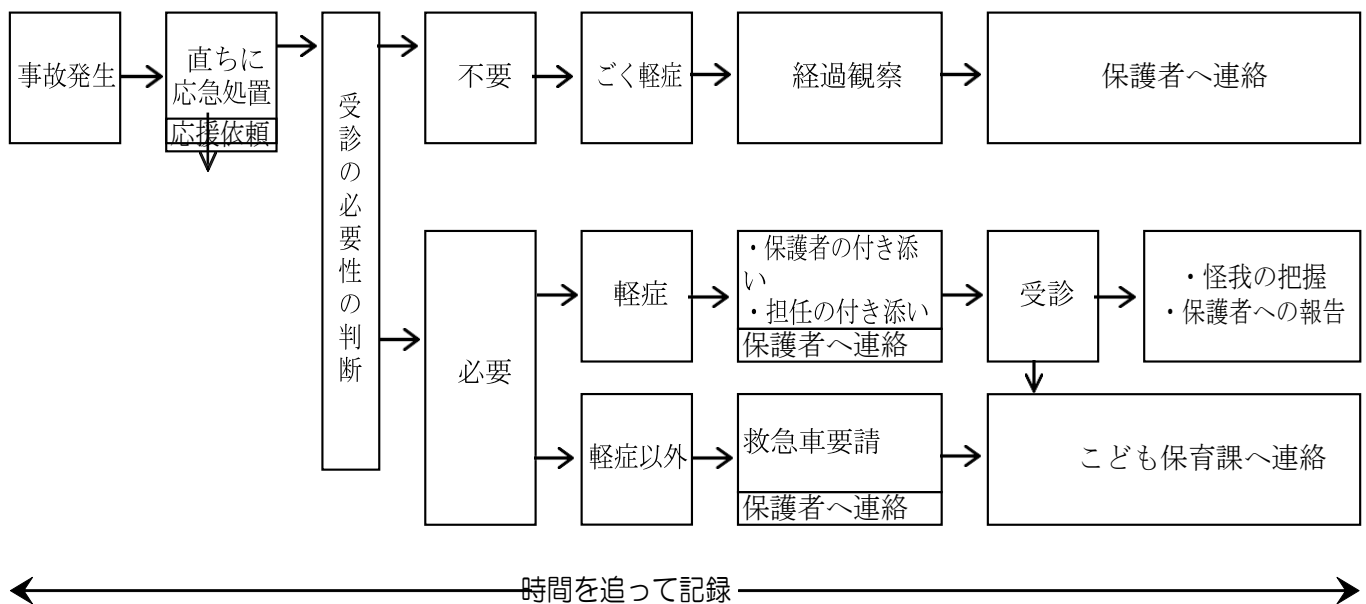 事故発生
直ちに
応急処置
応援依頼
受診の必要性の判断
不要
ごく軽症
経過観察
保護者へ連絡
必要
軽症
・保護者の付き添
い
・担任の付き添い
保護者へ連絡
受診
・怪我の把握
・保護者への報告
軽症以外
救急車要請
保護者へ連絡
こども保育課へ連絡
時間を追って記録